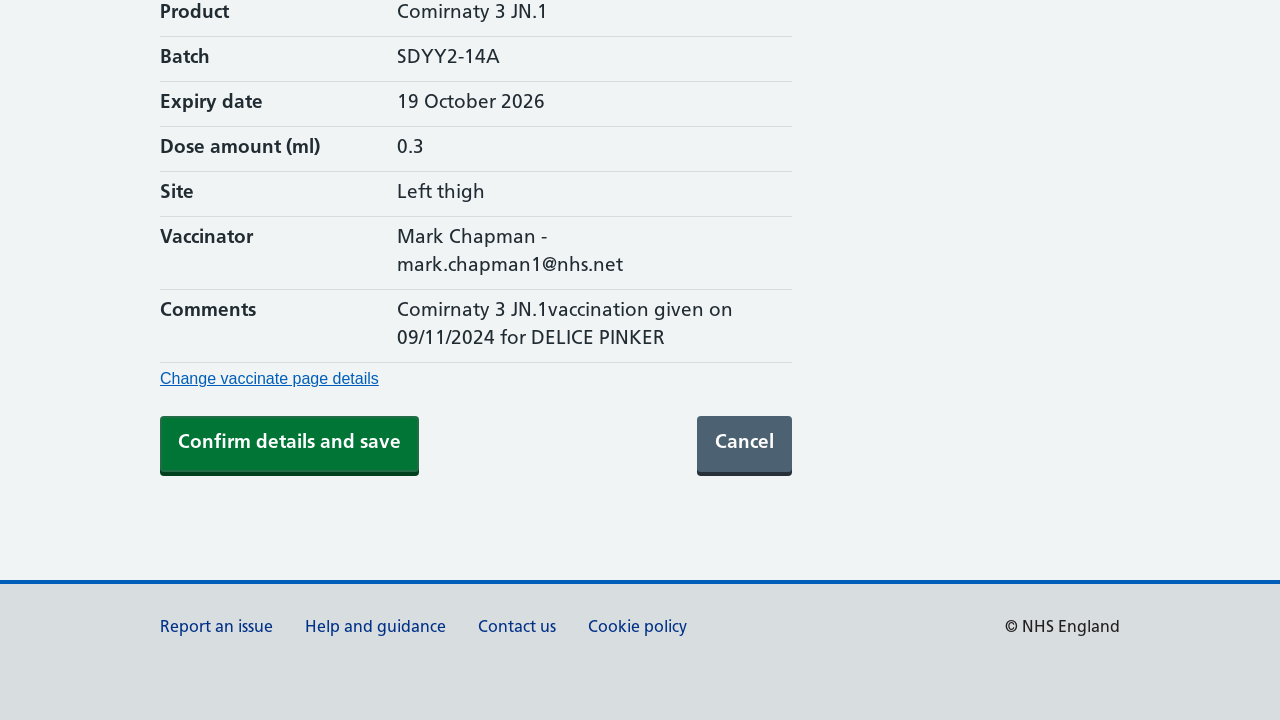 Product Comirnaty 3 JN.1
Batch SDYY2-14A
Expiry date 19 October 2026
Dose amount (ml) 0.3
Site Left thigh
Vaccinator Mark Chapman -
mark.chapman1@nhs.net
Comments Comirnaty 3 JN.1vaccination given on
09/11/2024 for DELICE PINKER
Change vaccinate page details
Confirm details and save Cancel
Report an issue Help and guidance Contact us Cookie policy © NHS England